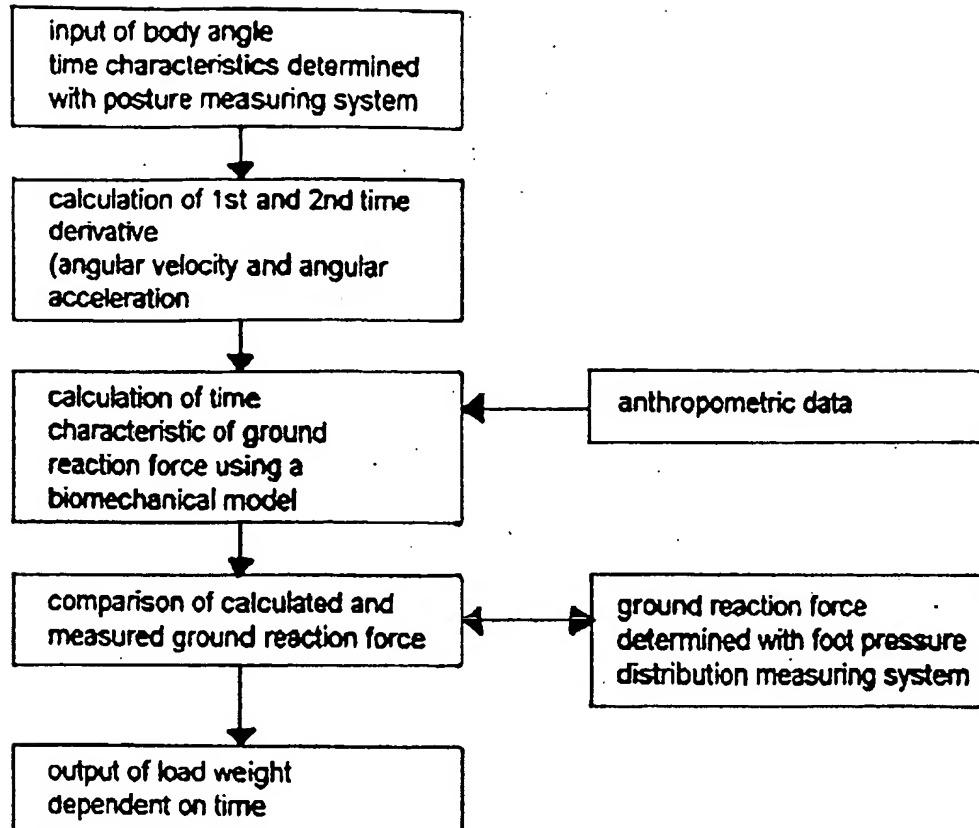 input of body angle
time characteristics determined
with posture measuring system
calculation of 1st and 2nd time
derivative
(angular velocity and angular
acceleration
calculation of time
characteristic of ground
reaction force using a
biomechanical model
anthropometric data
comparison of calculated and
measured ground reaction force
ground reaction force
determined with foot pressure
distribution measuring system
output of load weight
dependent on time